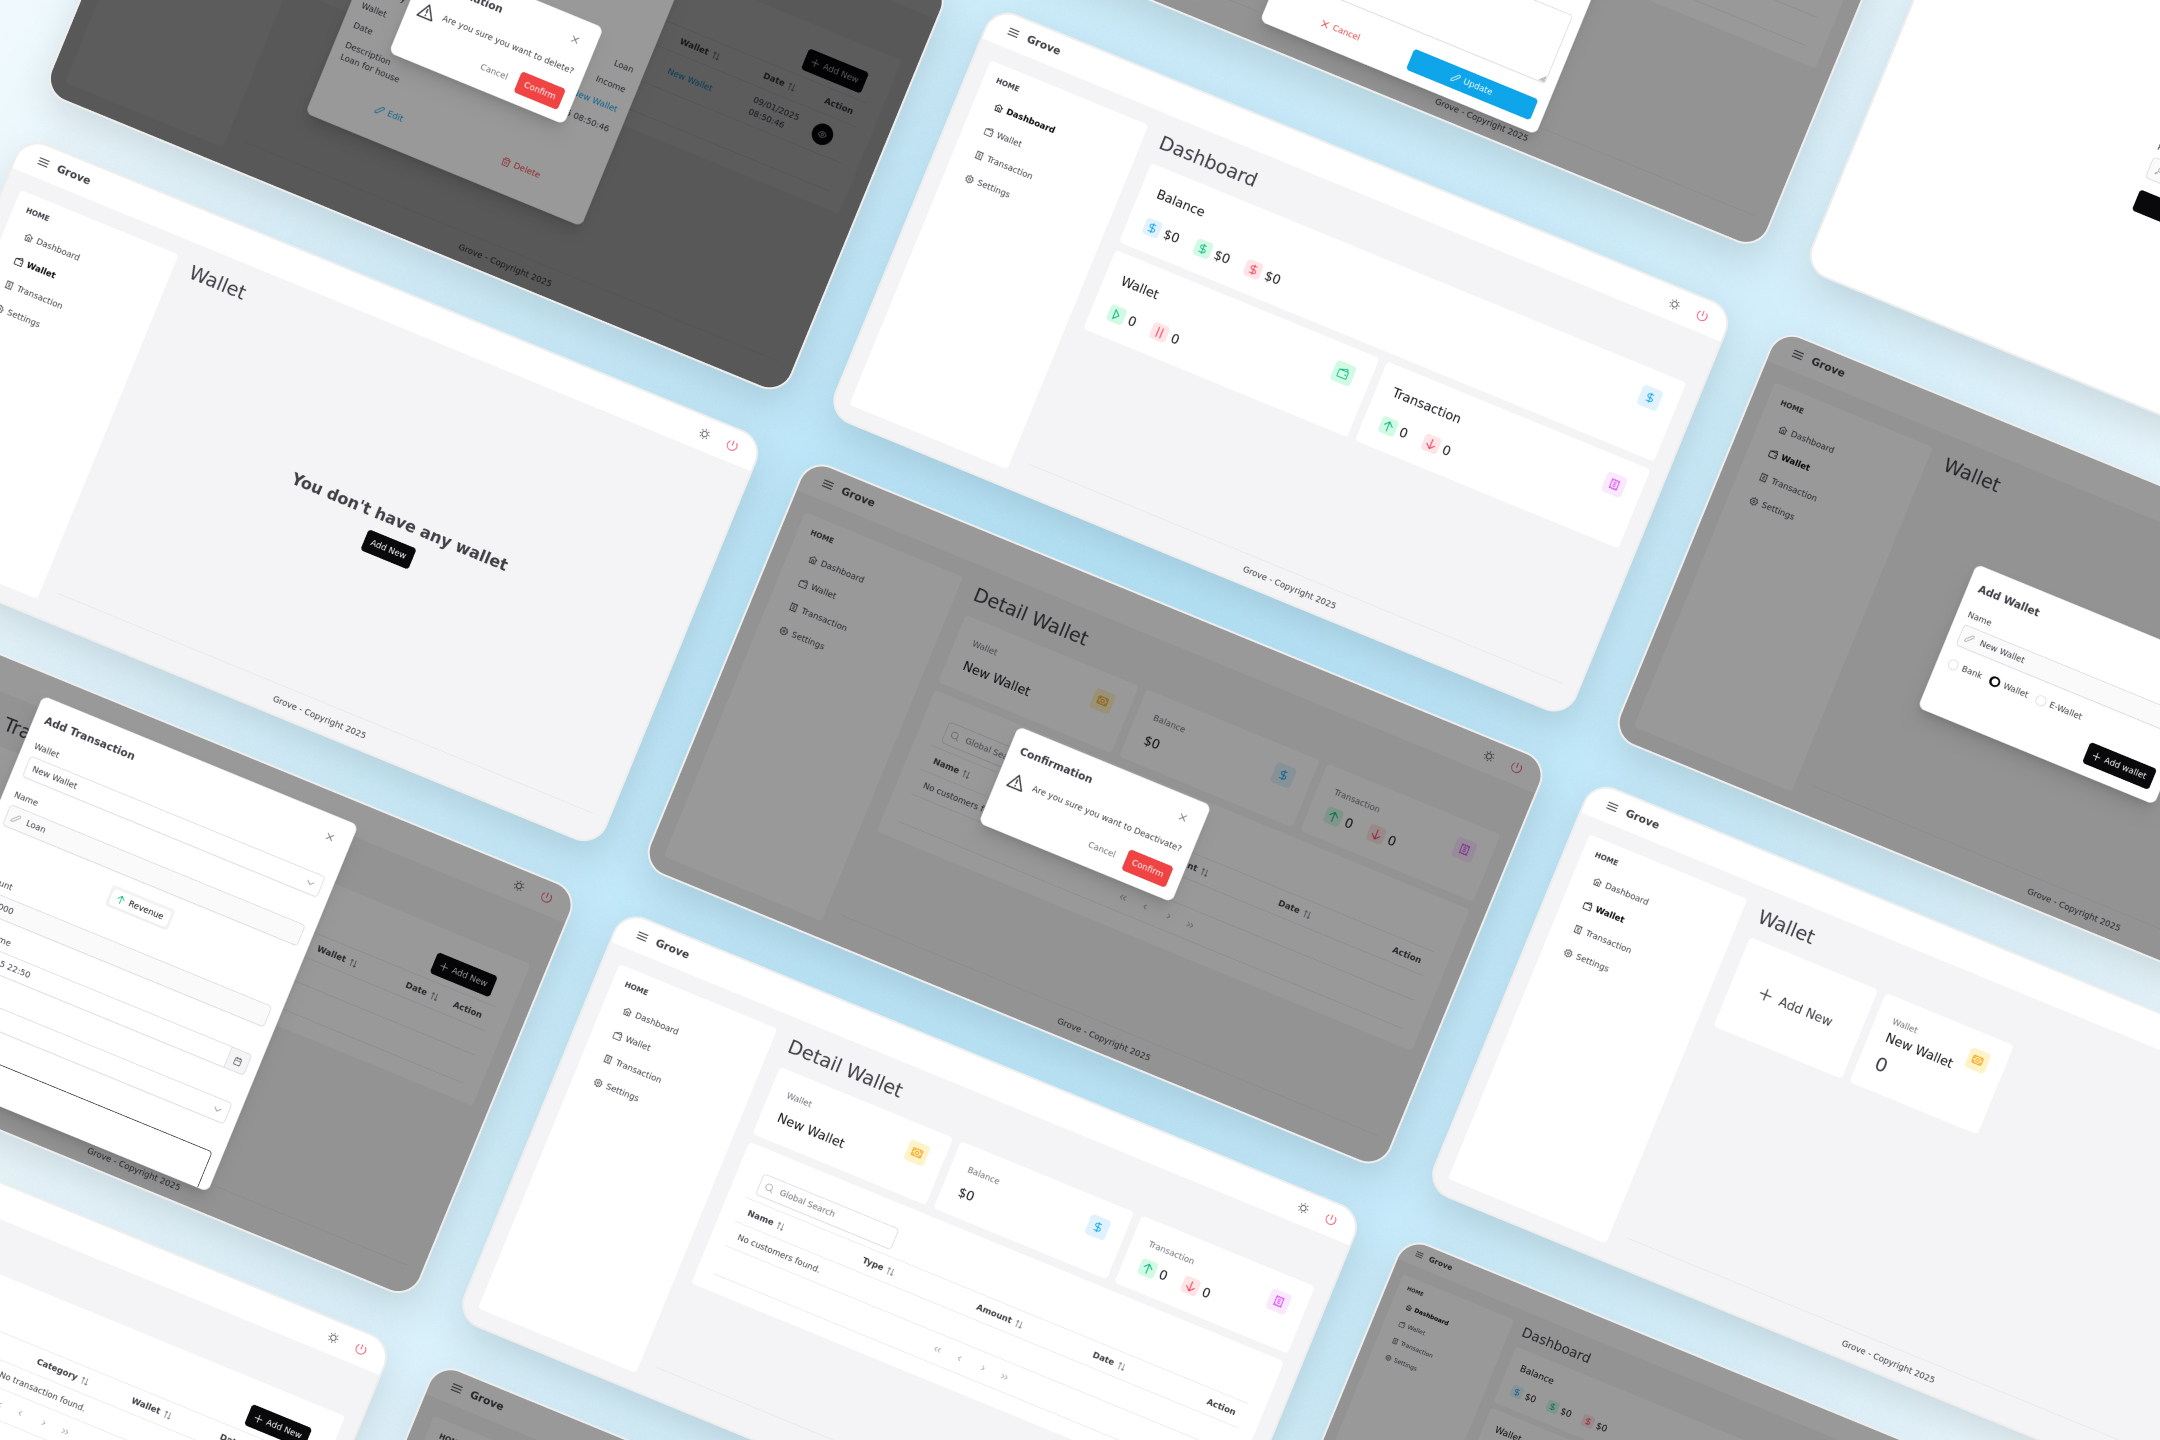 Wallet
Date
Description
Loan for house
Edit
Delete
Are you sure you want to delete?
Cancel
Confirm
Loan
Income
08:50:46
Wallet
Date
Action
Add New
New Wallet
09/01/2025
08:50:46
Grove - Copyright 2025
Cancel
Update
Grove - Copyright 2025
Grove
HOME
Dashboard
Wallet
Transaction
Settings
Dashboard
Balance
$0
$0
$0
Wallet
0
0
Transaction
0
0
Grove - Copyright 2025
Grove
HOME
Dashboard
Wallet
Transaction
Settings
Wallet
You don't have any wallet
Add New
Grove - Copyright 2025
Grove
HOME
Dashboard
Wallet
Transaction
Settings
Wallet
Add Wallet
Name
New Wallet
Bank
Wallet
E-Wallet
Add wallet
Grove - Copyright 2025
Grove
HOME
Dashboard
Wallet
Transaction
Settings
Detail Wallet
Wallet
New Wallet
Balance
$0
Transaction
0
0
Global Sea
Name
No customers f
Confirmation
Are you sure you want to Deactivate?
Cancel
Confirm
nt
Date
Action
Grove - Copyright 2025
Add Transaction
Wallet
New Wallet
Name
Loan
Revenue
5 22:50
Wallet
Date
Action
Add New
Grove - Copyright 2025
Grove
HOME
Dashboard
Wallet
Transaction
Settings
Wallet
Add New
Wallet
New Wallet
0
Grove - Copyright 2025
Grove
HOME
Dashboard
Wallet
Transaction
Settings
Detail Wallet
Wallet
New Wallet
Balance
$0
Transaction
0
0
Global Search
Name
Type
Amount
Date
Action
No customers found.
Category
Wallet
Add New
No transaction found.
Grove
Grove
HOME
Dashboard
Wallet
Transaction
Settings
Dashboard
Balance
$0
$0
$0
Wallet